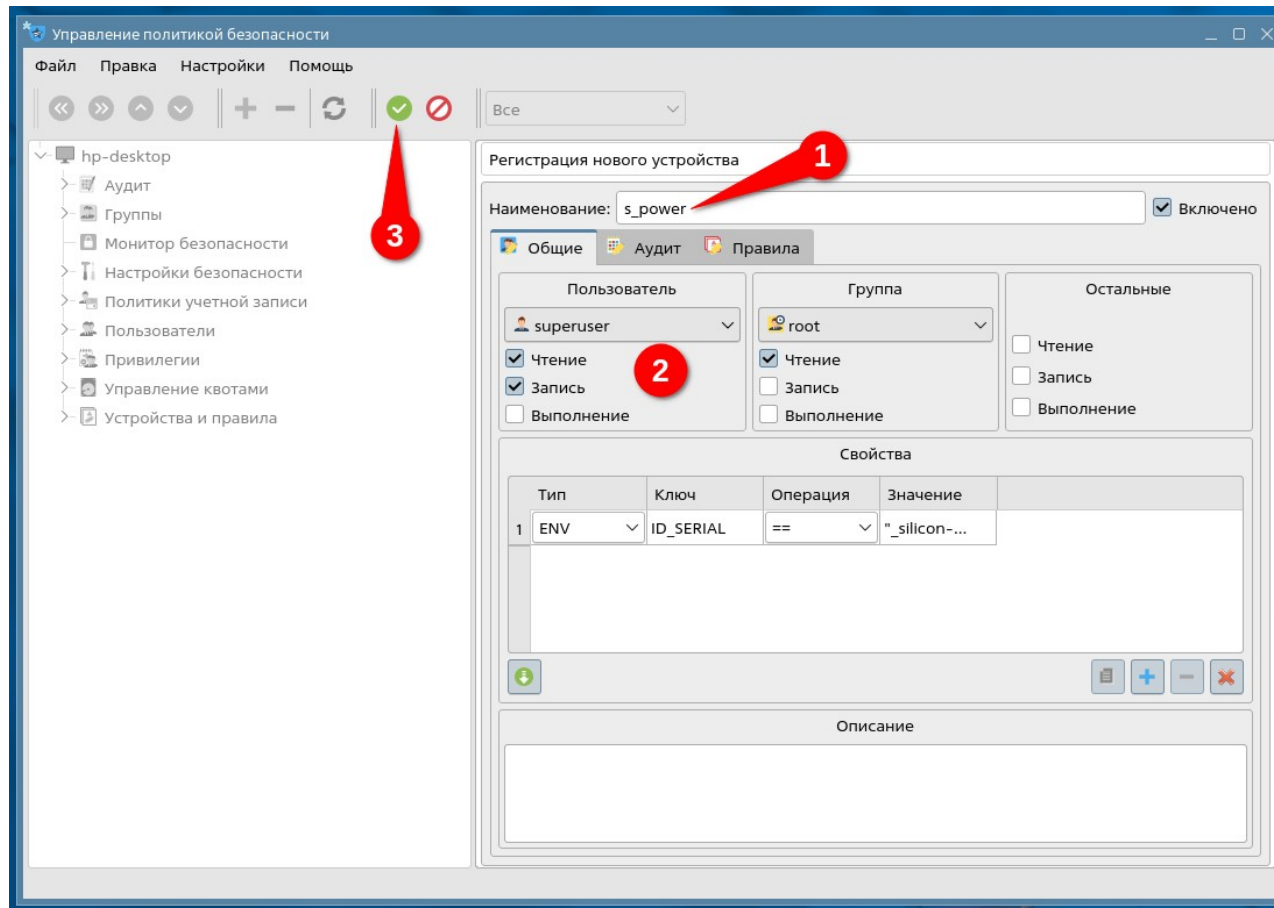 Управление политикой безопасности
Файл Правка Настройки Помощь
Все
hp-desktop
Аудит
Группы
Монитор безопасности
Настройки безопасности
Политики учетной записи
Пользователи
Привилегии
Управление квотами
Устройства и правила
3
Регистрация нового устройства
1
Наименование: s_power Включено
Общие Аудит Правила
Пользователь Группа Остальные
superuser root
Чтение Чтение Чтение
2
Запись Запись Запись
Выполнение Выполнение Выполнение
Свойства
Тип Ключ Операция Значение
1 ENV ID_SERIAL == "_silicon-...
Описание